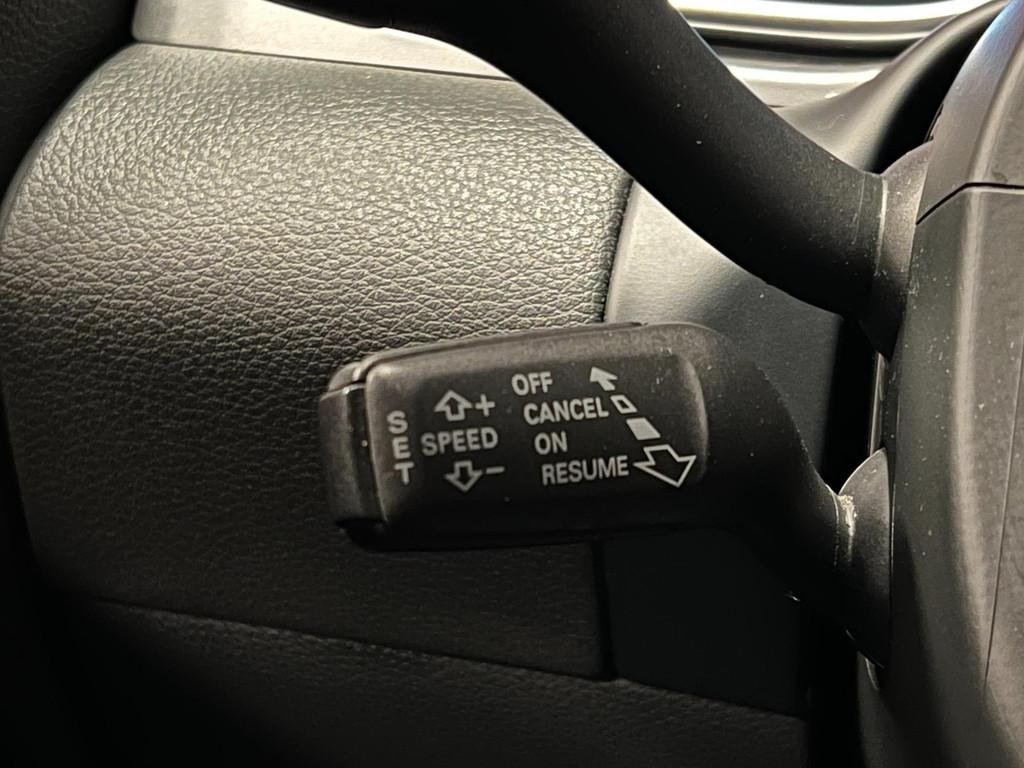 SET
+
SPEED
−
OFF
CANCEL
ON
RESUME